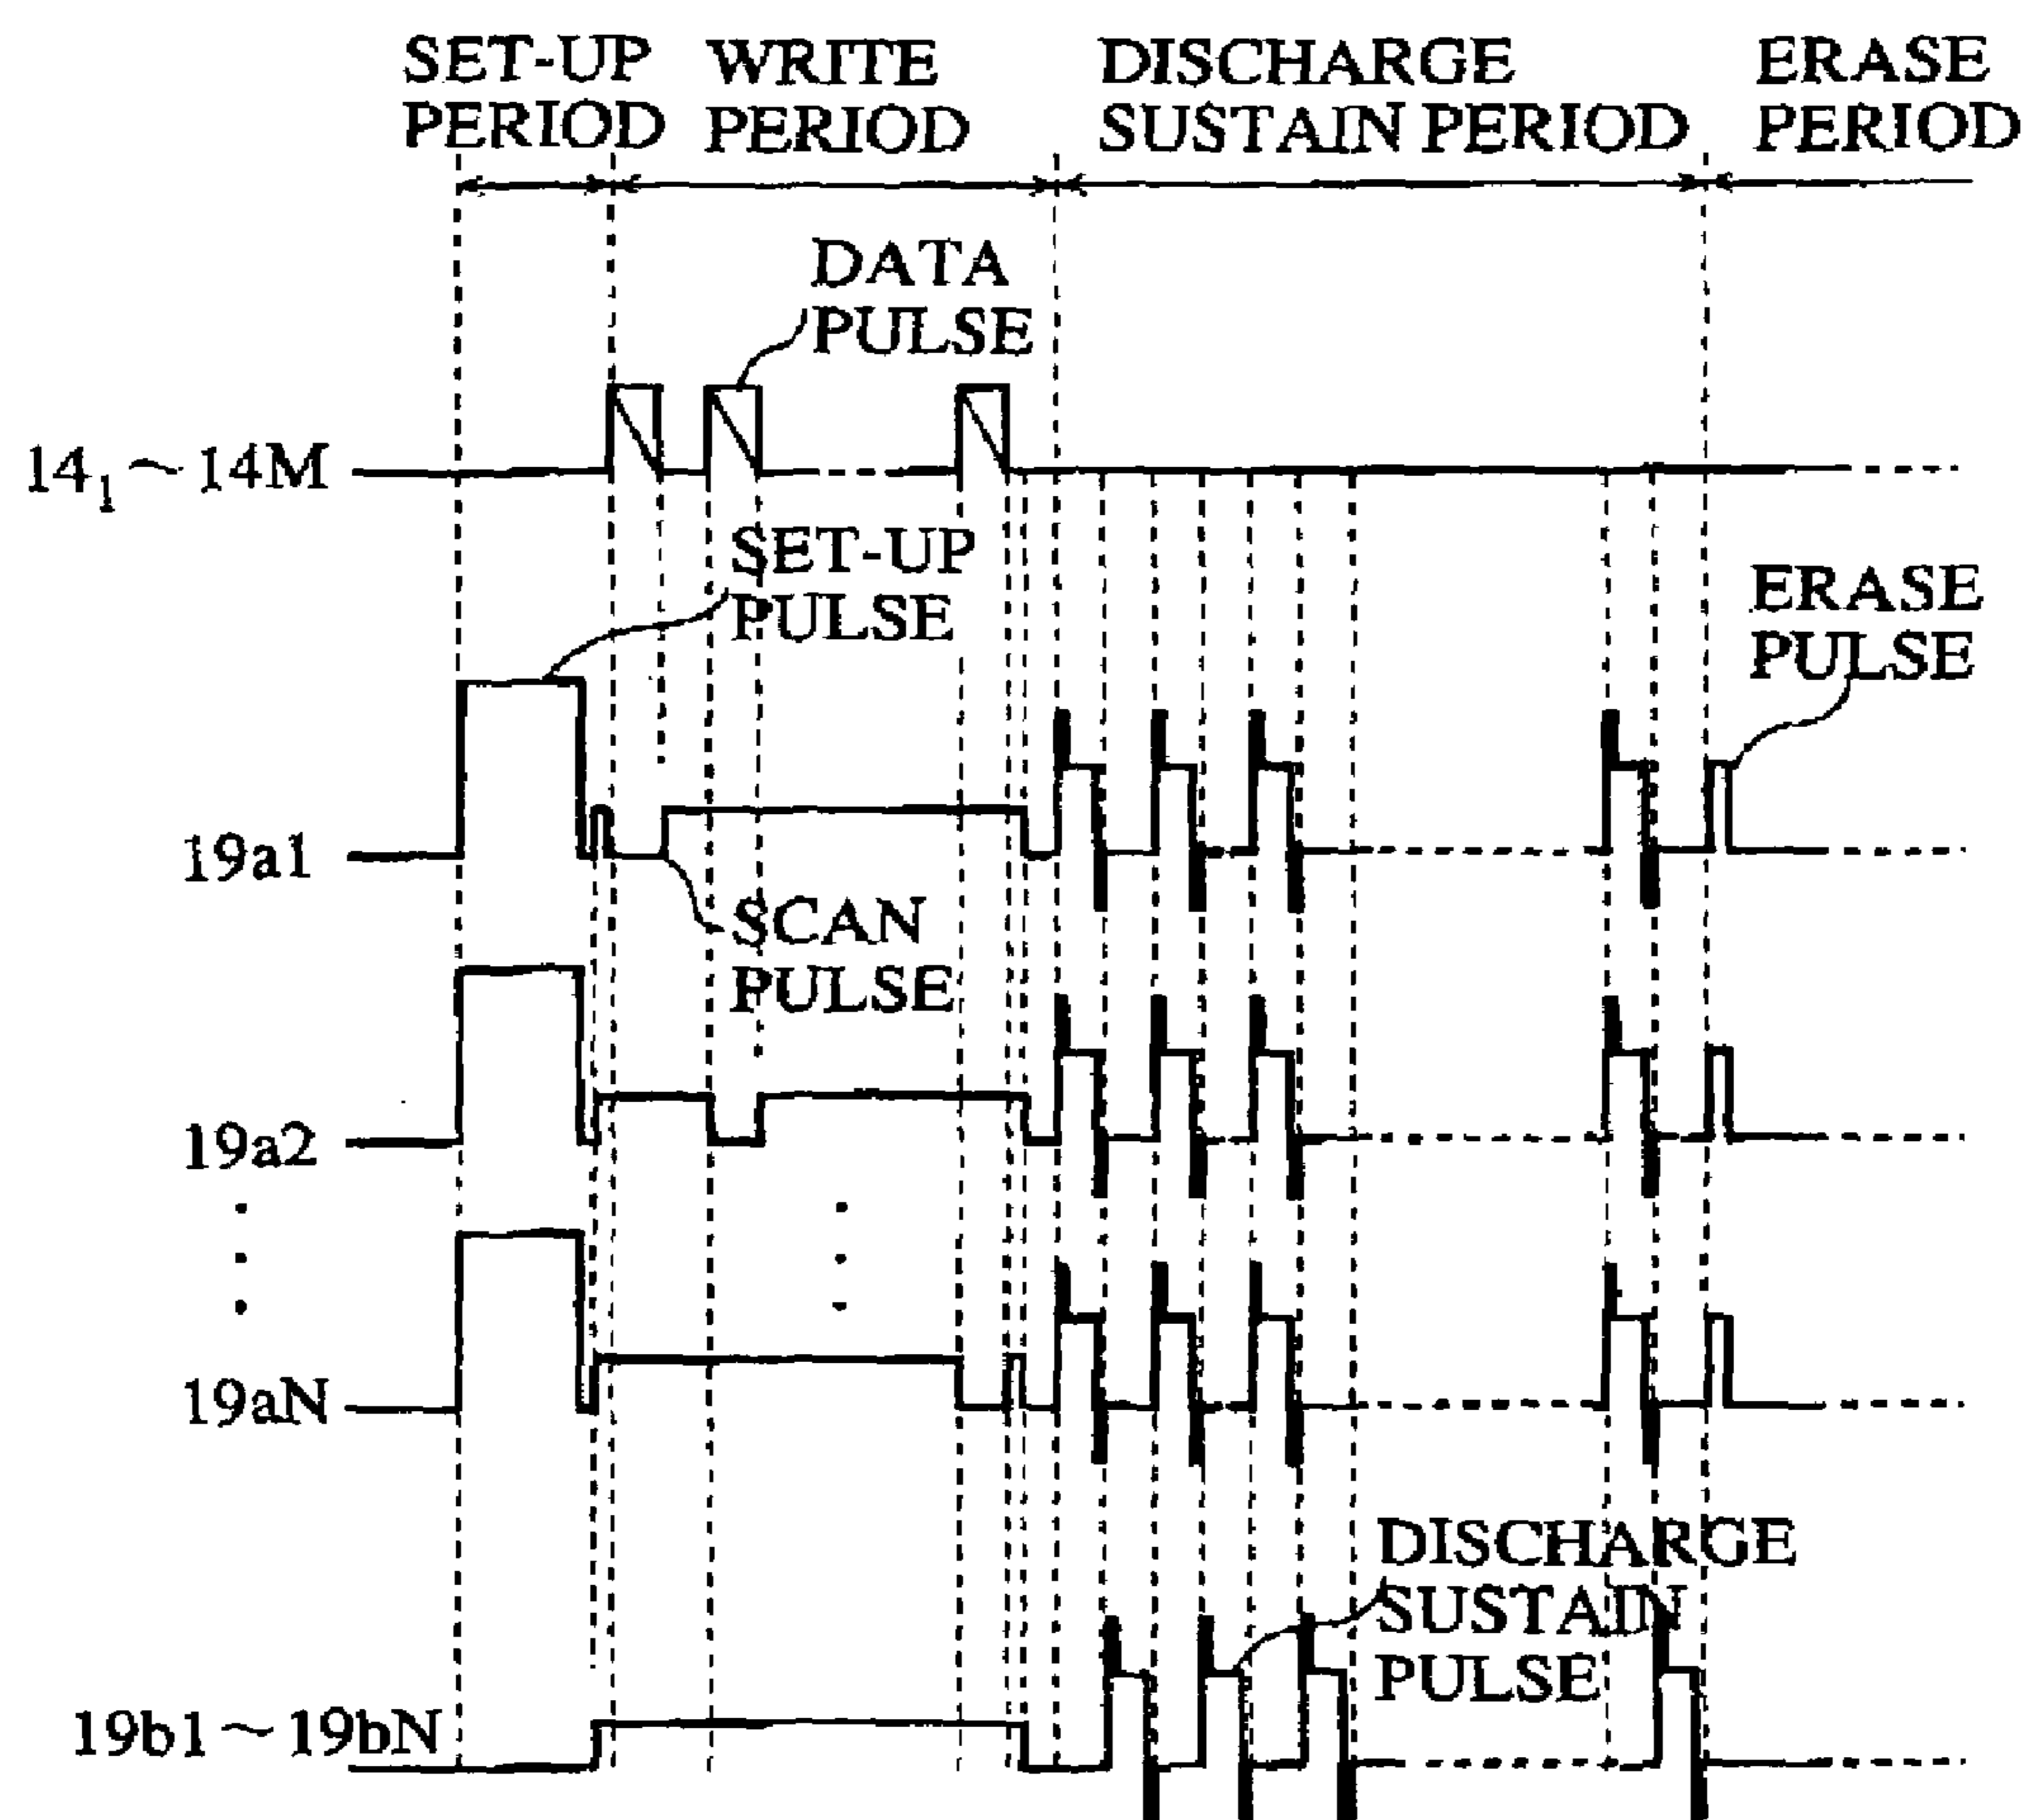 SET-UP
PERIOD
WRITE
PERIOD
DISCHARGE
SUSTAIN PERIOD
ERASE
PERIOD
DATA
PULSE
14₁～14M
SET-UP
PULSE
ERASE
PULSE
19a1
SCAN
PULSE
19a2
19aN
DISCHARGE
SUSTAIN
PULSE
19b1～19bN